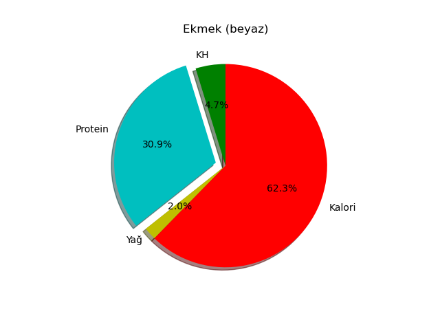 Ekmek (beyaz)
KH
4.7%
Protein
30.9%
62.3%
Kalori
2.0%
Yağ